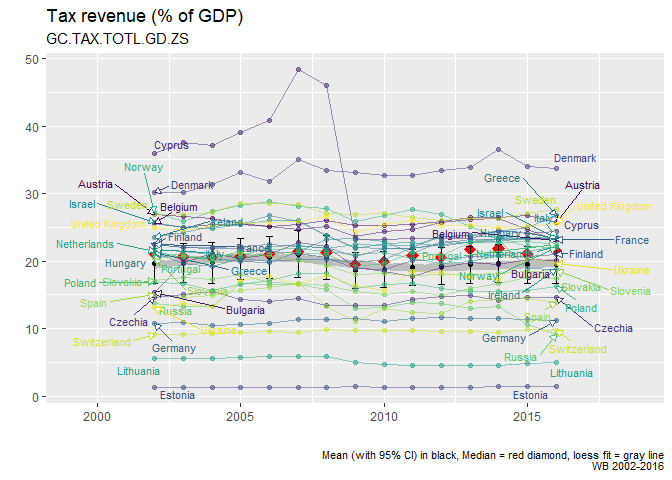 Tax revenue (% of GDP)
GC.TAX.TOTL.GD.ZS
50
40
30
20
10
0
Cyprus
Norway
Austria
Denmark
Israel
Sweden
Belgium
United Kingdom
Iceland
Finland
Netherlands
Italy
France
Hungary
Portugal
Greece
Poland
Slovakia
Slovenia
Spain
Russia
Bulgaria
Czechia
Ukraine
Switzerland
Germany
Lithuania
Estonia
Denmark
Greece
Austria
Sweden
United Kingdom
Israel
Italy
Cyprus
Belgium
Hungary
France
Portugal
Netherlands
Finland
Norway
Bulgaria
Ukraine
Ireland
Slovakia
Slovenia
Poland
Spain
Czechia
Germany
Switzerland
Russia
Lithuania
Estonia
2000
2005
2010
2015
Mean (with 95% CI) in black, Median = red diamond, loess fit = gray line
WB 2002-2016